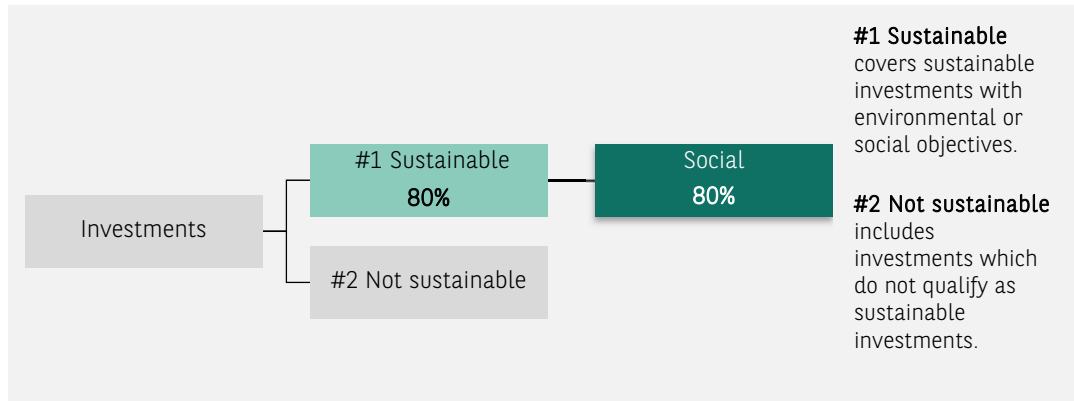 Investments
#1 Sustainable
80%
Social
80%
#2 Not sustainable
#1 Sustainable
covers sustainable
investments with
environmental or
social objectives.
#2 Not sustainable
includes
investments which
do not qualify as
sustainable
investments.